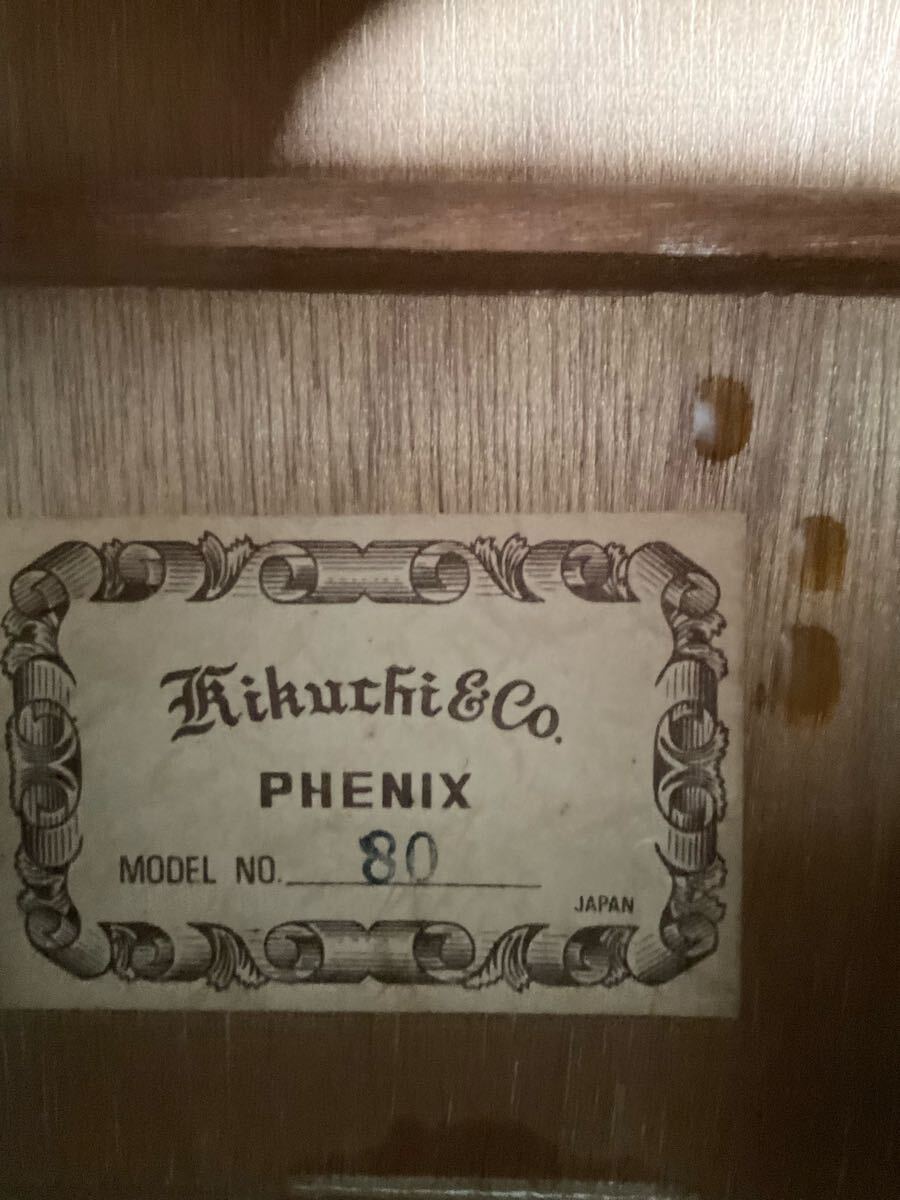 Kikuchi & Co.
PHENIX
MODEL NO. 80
JAPAN